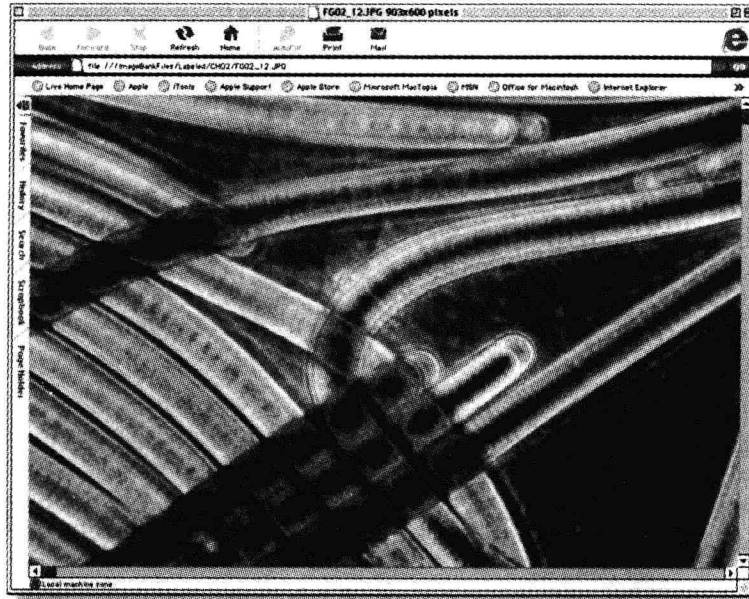 FG02_12.JPG 903x600 pixels
Back Forward Stop Refresh Home AutoFill Print Mail
Address file:///ImageBankFiles/Labeled/CH02/FG02_12.JPG
Live Home Page Apple iTools Apple Support Apple Store Microsoft MacTopia MSN Office for Macintosh Internet Explorer
Favorites
History
Search
Scrapbook
Page Holder
Local machine zone